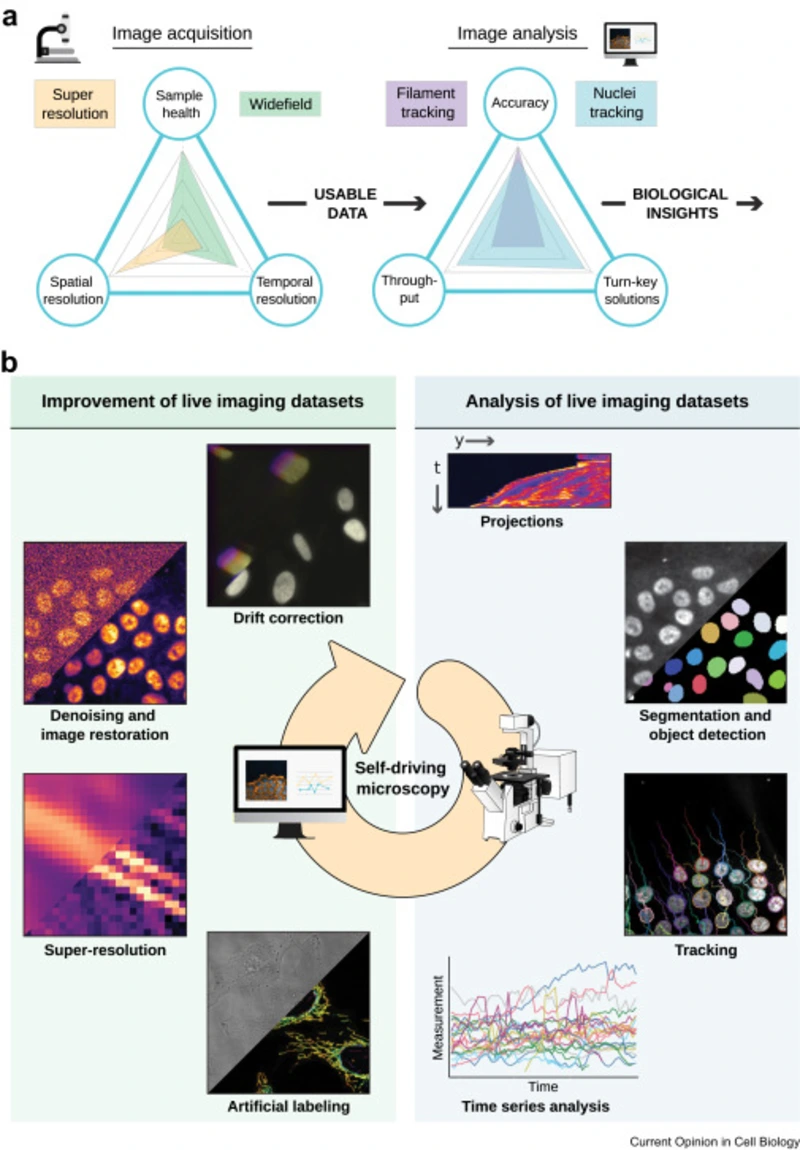 a
Image acquisition
Image analysis
Super
resolution
Sample
health
Widefield
Filament
tracking
Accuracy
Nuclei
tracking
USABLE
DATA
BIOLOGICAL
INSIGHTS
Spatial
resolution
Temporal
resolution
Through-
put
Turn-key
solutions
b
Improvement of live imaging datasets
Analysis of live imaging datasets
y
t
Projections
Drift correction
Denoising and
image restoration
Segmentation and
object detection
Self-driving
microscopy
Super-resolution
Tracking
Measurement
Time
Artificial labeling
Time series analysis
Current Opinion in Cell Biology